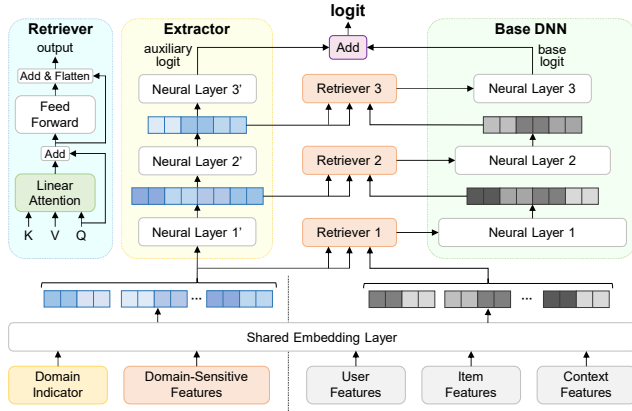 logit
Retriever
output
Add & Flatten
Feed
Forward
Add
Linear
Attention
K V Q
Extractor
auxiliary
logit
Neural Layer 3'
Neural Layer 2'
Neural Layer 1'
Add
Retriever 3
Retriever 2
Retriever 1
Base DNN
base
logit
Neural Layer 3
Neural Layer 2
Neural Layer 1
...
...
Shared Embedding Layer
Domain
Indicator
Domain-Sensitive
Features
User
Features
Item
Features
Context
Features